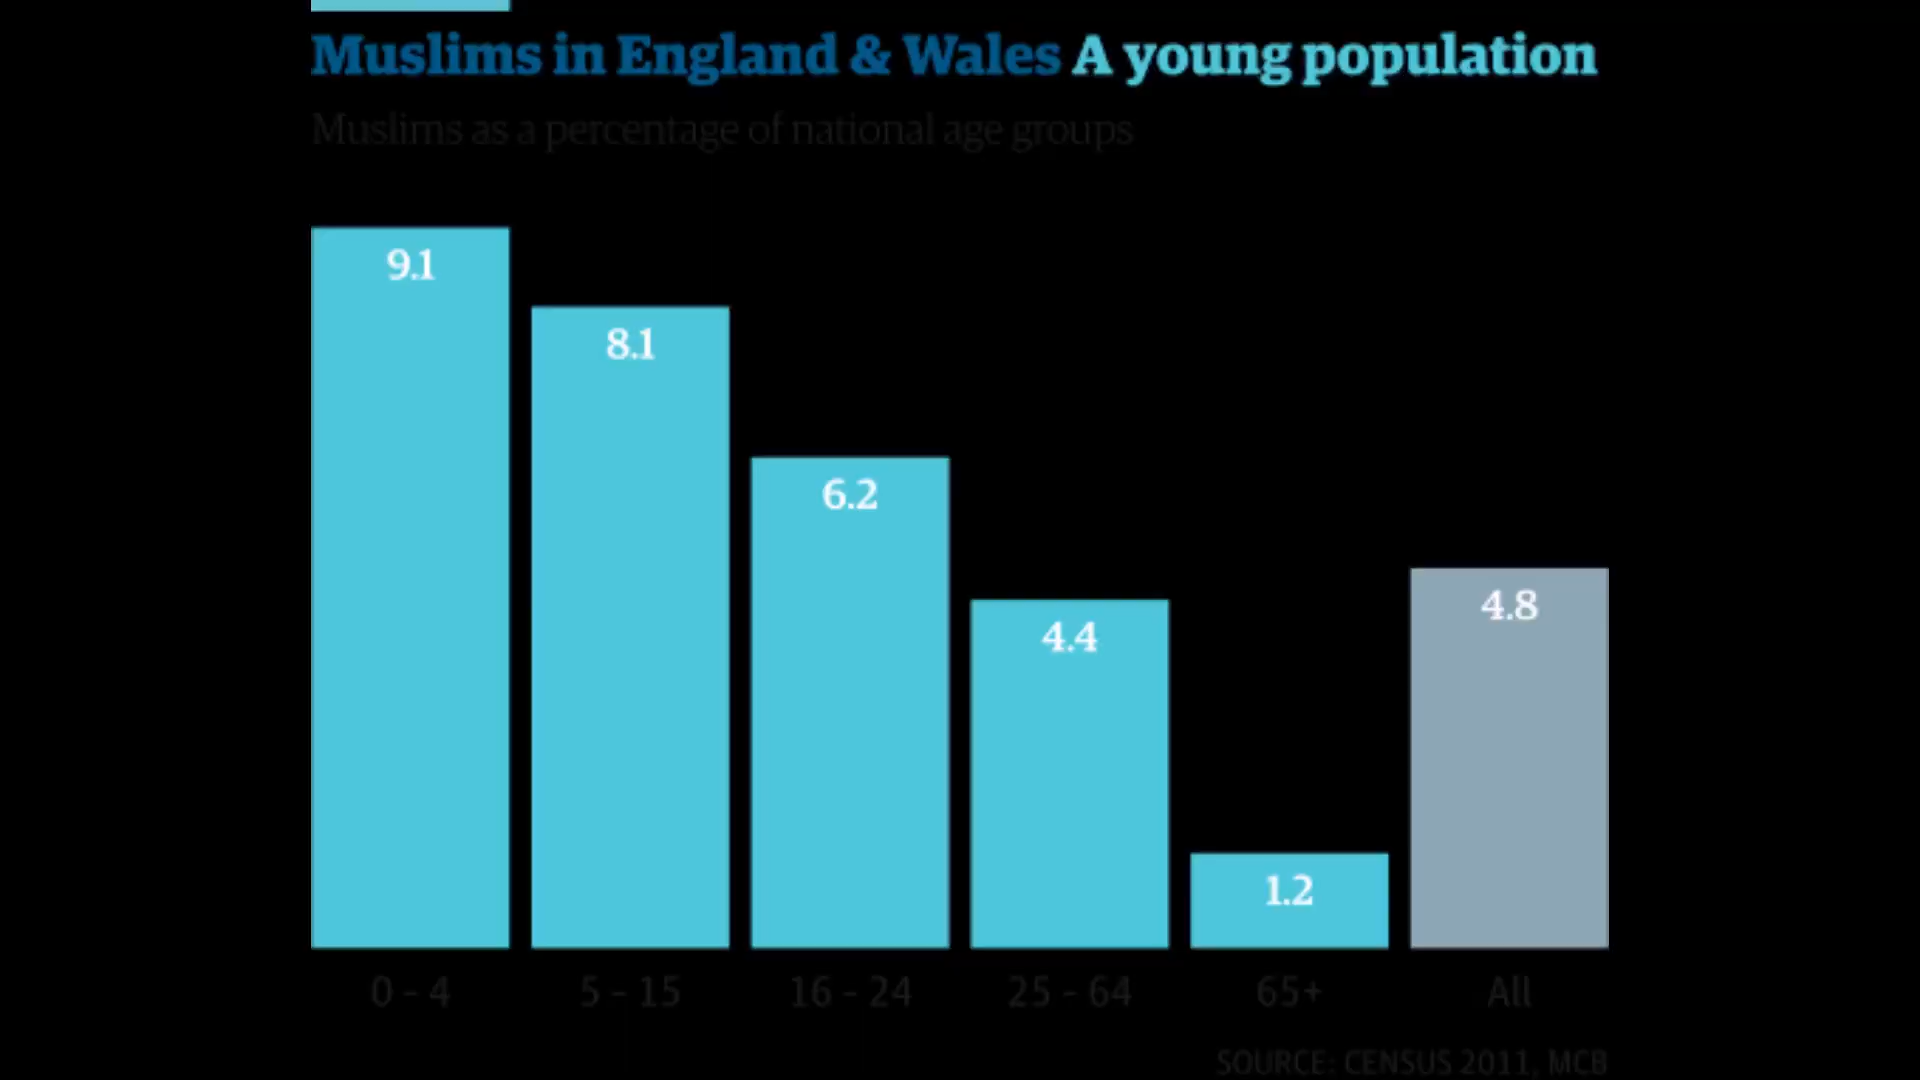 Muslims in England & Wales A young population
Muslims as a percentage of national age groups
9.1
8.1
6.2
4.4
1.2
4.8
0 - 4
5 - 15
16 - 24
25 - 64
65+
All
SOURCE: CENSUS 2011, MCB